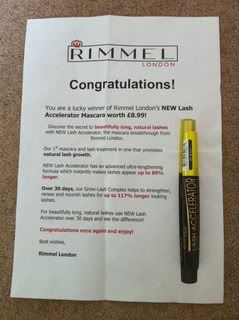 RIMMEL
LONDON
Congratulations!
You are a lucky winner of Rimmel London's NEW Lash
Accelerator Mascara worth £8.99!
Discover the secret to beautifully long, natural lashes
with NEW Lash Accelerator, the mascara breakthrough from
Rimmel London.
Our 1st mascara and lash treatment in one that promotes
natural lash growth.
NEW Lash Accelerator has an advanced ultra-lengthening
formula which instantly makes lashes appear up to 80%
longer.
Over 30 days, our Grow-Lash Complex helps to strengthen,
renew and nourish lashes for up to 117% longer looking
lashes.
For beautifully long, natural lashes use NEW Lash
Accelerator over 30 days and see the difference!
Congratulations once again and enjoy!
Best wishes,
Rimmel London
LASH ACCELERATOR